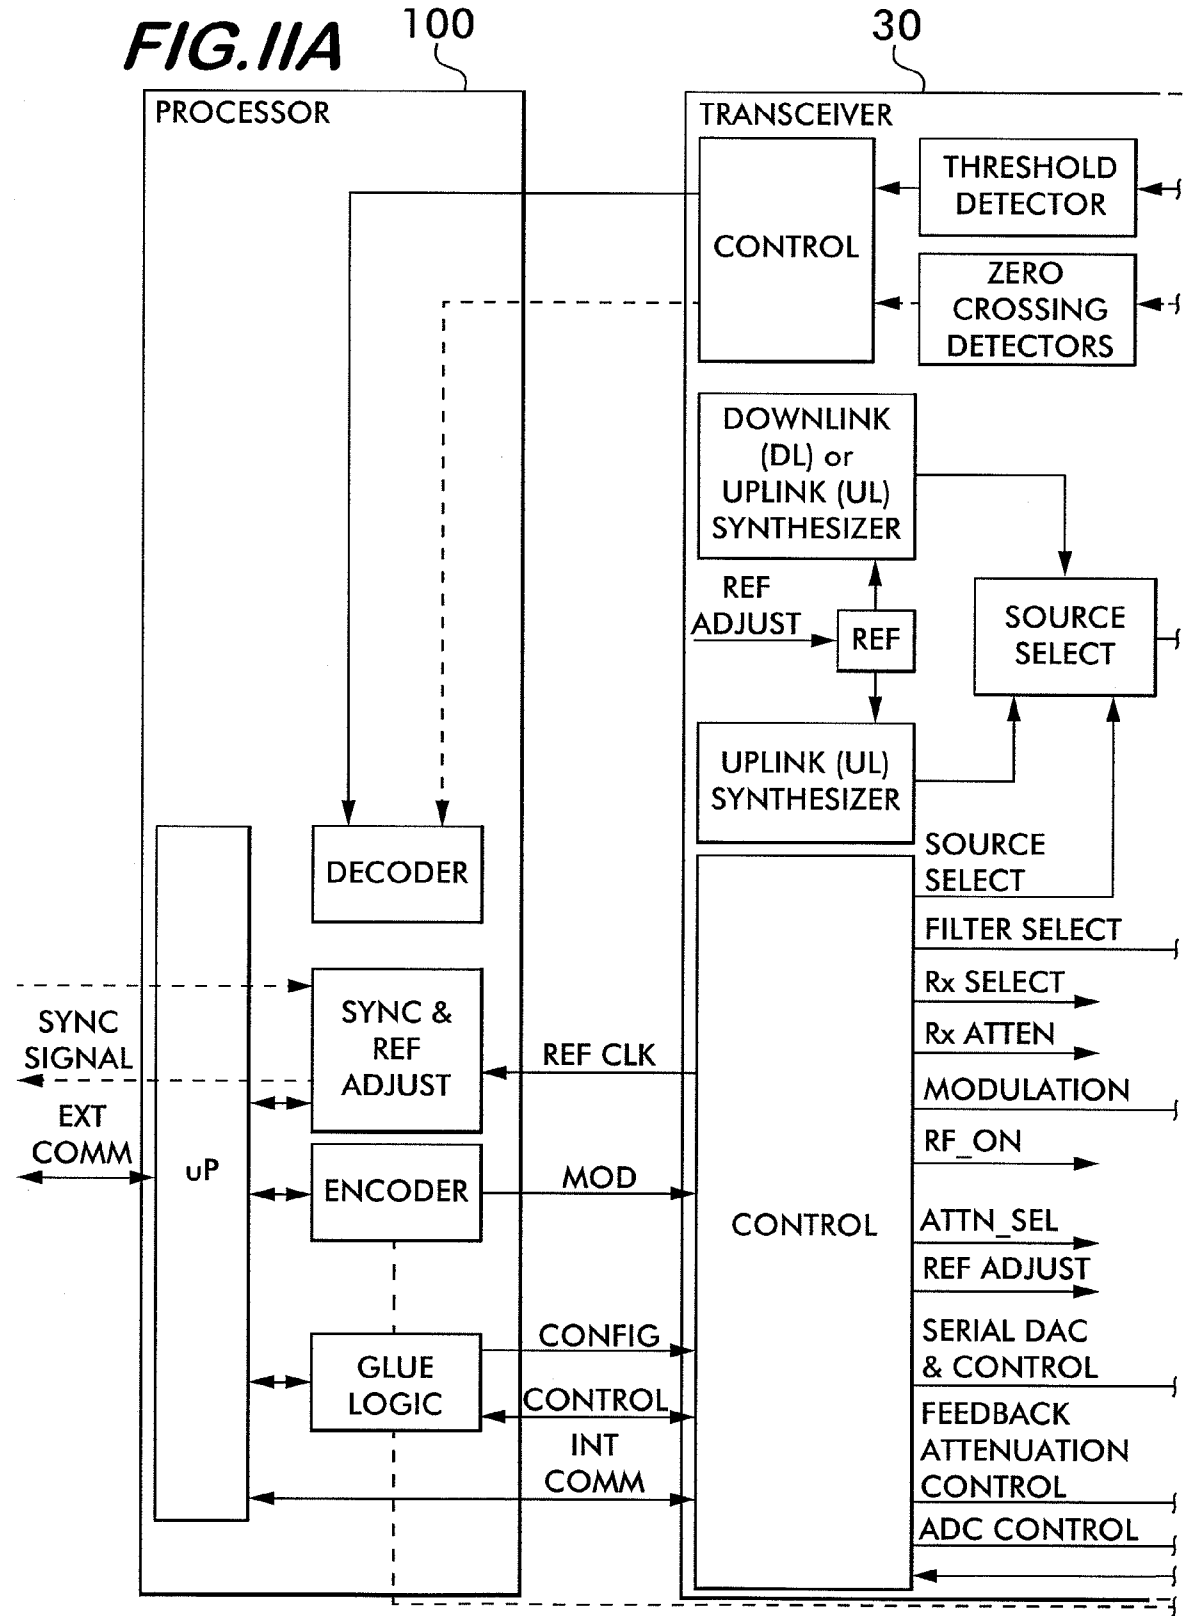 FIG.11A
100
30
PROCESSOR
TRANSCEIVER
CONTROL
THRESHOLD
DETECTOR
ZERO
CROSSING
DETECTORS
DOWNLINK
(DL) or
UPLINK (UL)
SYNTHESIZER
REF
ADJUST
REF
SOURCE
SELECT
UPLINK (UL)
SYNTHESIZER
DECODER
SYNC &
REF
ADJUST
SYNC
SIGNAL
EXT
COMM
uP
ENCODER
GLUE
LOGIC
REF CLK
MOD
CONFIG
CONTROL
INT
COMM
CONTROL
SOURCE
SELECT
FILTER SELECT
Rx SELECT
Rx ATTEN
MODULATION
RF_ON
ATTN_SEL
REF ADJUST
SERIAL DAC
& CONTROL
FEEDBACK
ATTENUATION
CONTROL
ADC CONTROL